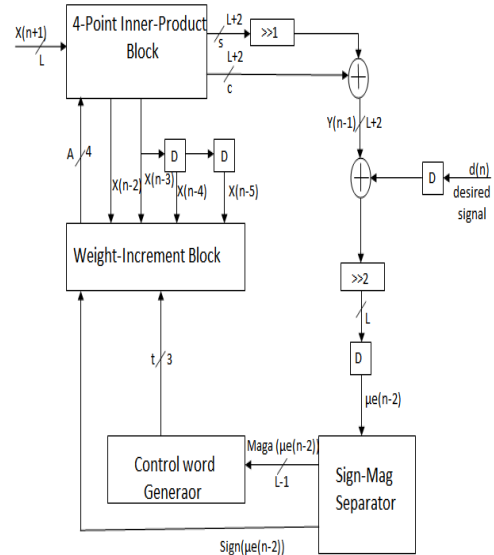 X(n+1)
L
4-Point Inner-Product
Block
L+2
s
>>1
L+2
c
Y(n-1)
L+2
A
4
X(n-2)
X(n-3)
D
D
X(n-4)
X(n-5)
D
d(n)
desired
signal
Weight-Increment Block
>>2
L
t
3
D
µe(n-2)
Maga (µe(n-2))
L-1
Control word
Generaor
Sign-Mag
Separator
Sign(µe(n-2))